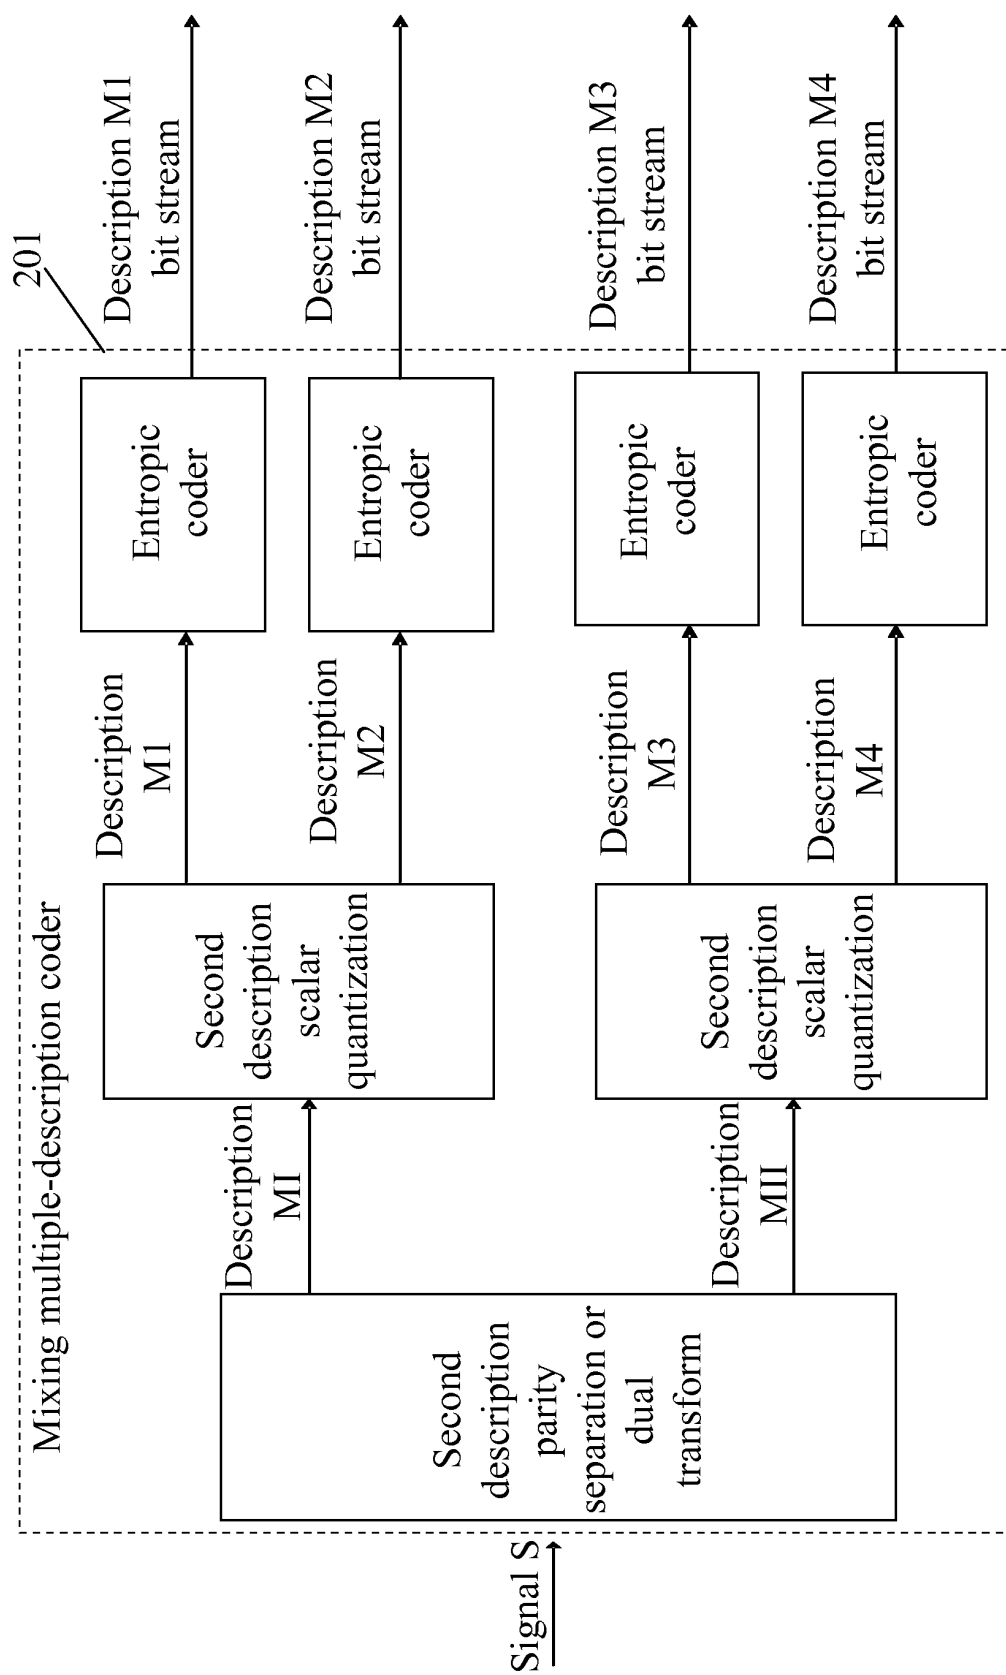 Mixing multiple-description coder
201
Signal S
Second
description
parity
separation or
dual
transform
Description
MI
Description
MII
Second
description
scalar
quantization
Second
description
scalar
quantization
Description
M1
Description
M2
Description
M3
Description
M4
Entropic
coder
Entropic
coder
Entropic
coder
Entropic
coder
Description M1
bit stream
Description M2
bit stream
Description M3
bit stream
Description M4
bit stream